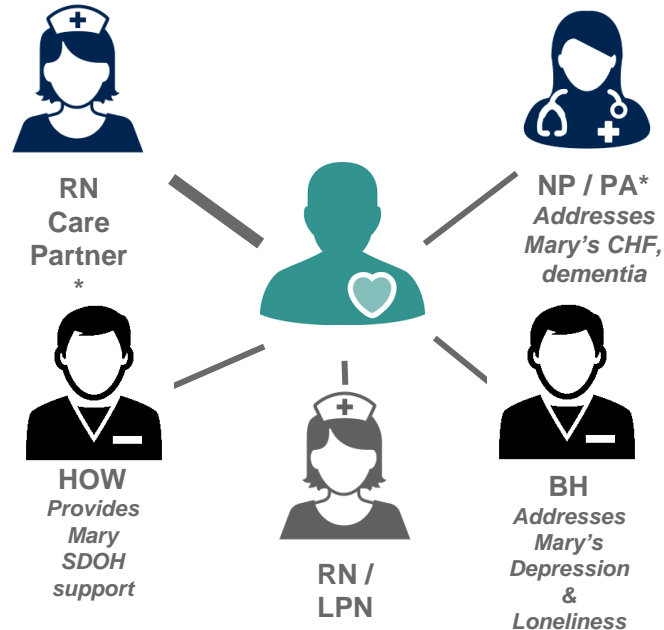 RN
Care
Partner
*
NP / PA*
Addresses
Mary’s CHF,
dementia
HOW
Provides
Mary
SDOH
support
RN /
LPN
BH
Addresses
Mary’s
Depression
&
Loneliness